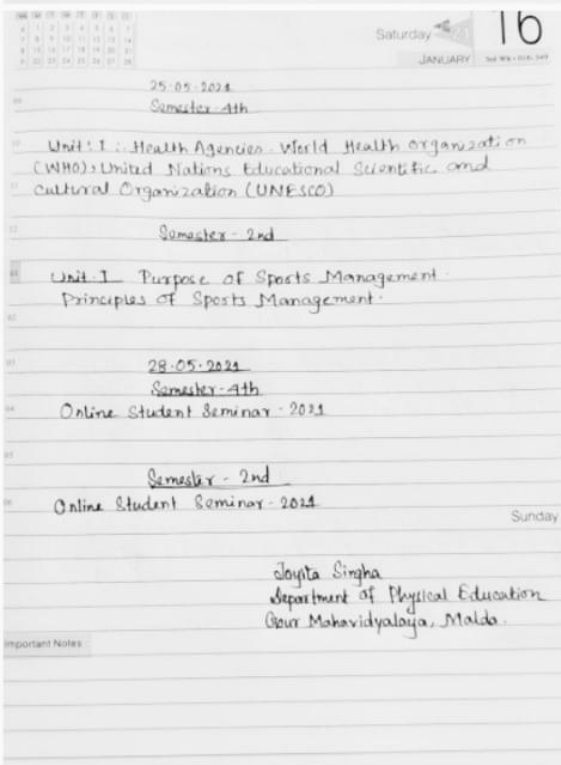 Saturday 16
JANUARY
25.05.2021
Semester-4th
Unit: I :- Health Agencies. World Health organization
(WHO), United Nations Educational Scientific and
Cultural Organization (UNESCO)
Semester - 2nd
Unit. I Purpose of Sports Management.
Principles of Sports Management.
28.05.2021
Semester-4th
Online Student Seminar - 2021
Semester - 2nd
Online Student Seminar - 2021
Sunday
Joyita Singha
Department of Physical Education
Gour Mahavidyalaya, Malda.
Important Notes